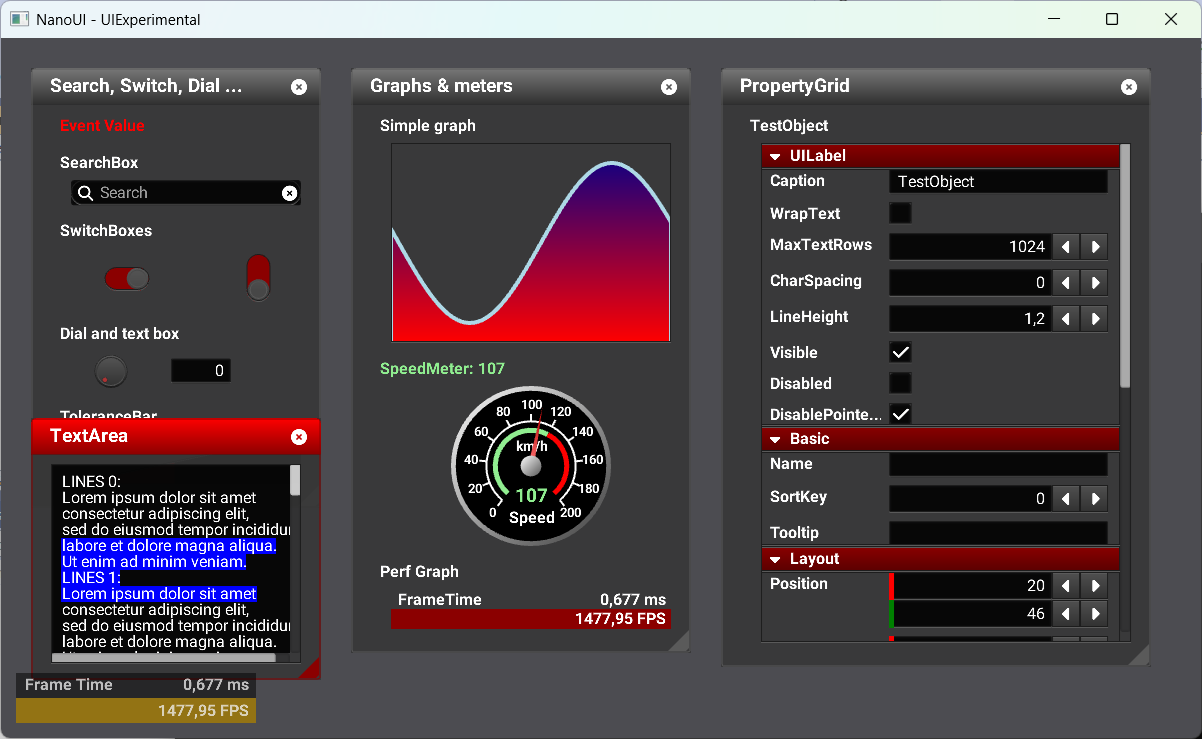 NanoUI - UIExperimental
Search, Switch, Dial ...
Event Value
SearchBox
Search
SwitchBoxes
Dial and text box
0
ToleranceBar
TextArea
LINES 0:
Lorem ipsum dolor sit amet
consectetur adipiscing elit,
sed do eiusmod tempor incididu
labore et dolore magna aliqua.
Ut enim ad minim veniam.
LINES 1:
Lorem ipsum dolor sit amet
consectetur adipiscing elit,
sed do eiusmod tempor incididu
labore et dolore magna aliqua.
Frame Time 0,677 ms
1477,95 FPS
Graphs & meters
Simple graph
SpeedMeter: 107
0 20 40 60 80 100 120 140 160 180 200
km/h
107
Speed
Perf Graph
FrameTime 0,677 ms
1477,95 FPS
PropertyGrid
TestObject
UILabel
Caption TestObject
WrapText
MaxTextRows 1024
CharSpacing 0
LineHeight 1,2
Visible
Disabled
DisablePointe...
Basic
Name
SortKey 0
Tooltip
Layout
Position 20
46